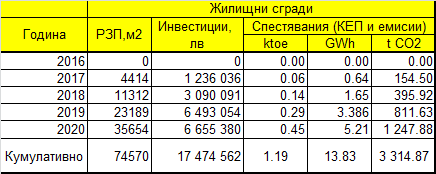 Жилищни сгради
Година РЗП,м2 Инвестиции, лв Спестявания (КЕП и емисии)
ktoe GWh t CO2
2016 0 0 0.00 0.00 0.00
2017 4414 1 236 036 0.06 0.64 154.50
2018 11312 3 090 091 0.14 1.65 395.92
2019 23189 6 493 054 0.29 3.386 811.63
2020 35654 6 655 380 0.45 5.21 1 247.88
Кумулативно 74570 17 474 562 1.19 13.83 3 314.87